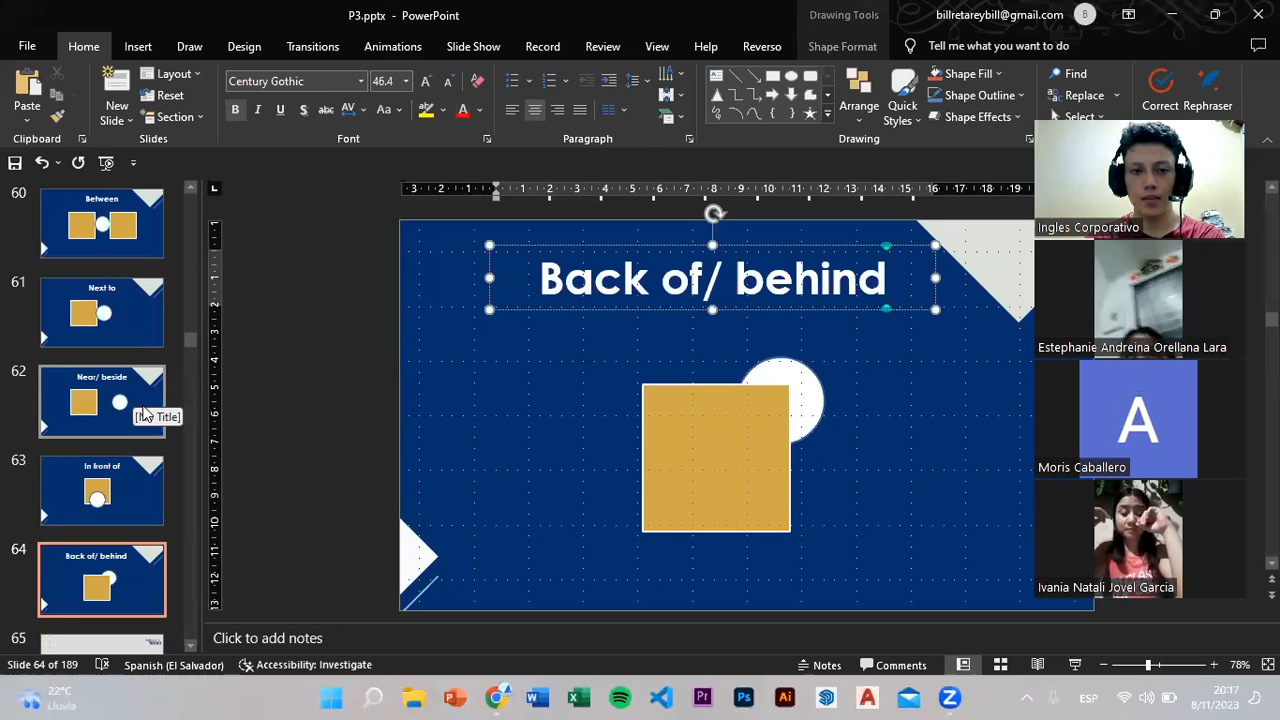 P3.pptx - PowerPoint
Drawing Tools
billretareybill@gmail.com
B
File
Home
Insert
Draw
Design
Transitions
Animations
Slide Show
Record
Review
View
Help
Reverso
Shape Format
Tell me what you want to do
Paste
Clipboard
New
Slide
Layout
Reset
Section
Slides
Century Gothic
46.4
B
I
U
S
abc
AV
Aa
A
Font
Paragraph
Arrange
Quick
Styles
Shape Fill
Shape Outline
Shape Effects
Drawing
Find
Replace
Select
Correct
Rephraser
60
Between
61
Next to
62
Near/ beside
63
In front of
64
Back of/ behind
65
Back of/ behind
Ingles Corporativo
Estephanie Andreina Orellana Lara
A
Moris Caballero
Ivania Natali Jovel Garcia
Click to add notes
Slide 64 of 189
Spanish (El Salvador)
Accessibility: Investigate
Notes
Comments
78%
22°C
Lluvia
ESP
20:17
8/11/2023